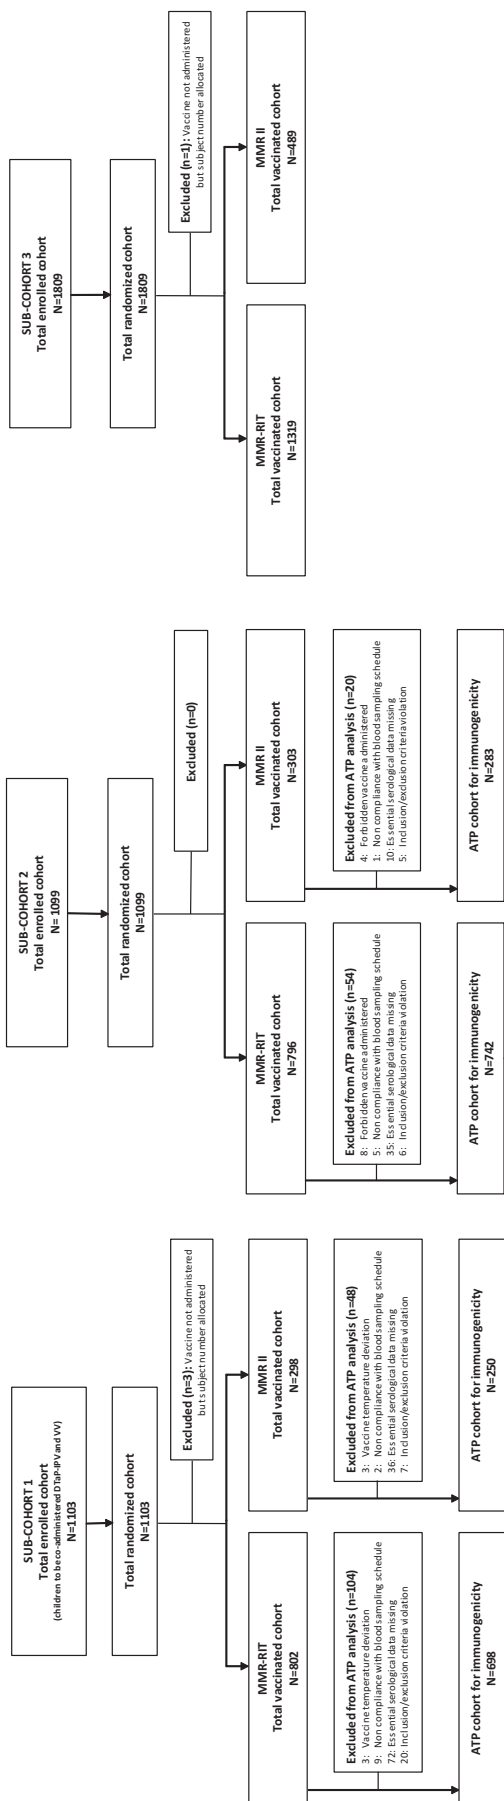 SUB-COHORT 1
Total enrolled cohort
(children to be co-administered DTaP-IPV and VV)
N=1103
Total randomized cohort
N=1103
Excluded (n=3): Vaccine not administered
but subject number allocated
MMR-RIT
Total vaccinated cohort
N=802
MMR II
Total vaccinated cohort
N=298
Excluded from ATP analysis (n=104)
3: Vaccine temperature deviation
9: Non compliance with blood sampling schedule
72: Essential serological data missing
20: Inclusion/exclusion criteria violation
Excluded from ATP analysis (n=48)
3: Vaccine temperature deviation
2: Non compliance with blood sampling schedule
36: Essential serological data missing
7: Inclusion/exclusion criteria violation
ATP cohort for immunogenicity
N=698
ATP cohort for immunogenicity
N=250
SUB-COHORT 2
Total enrolled cohort
N= 1099
Total randomized cohort
N=1099
Excluded (n=0)
MMR-RIT
Total vaccinated cohort
N=796
MMR II
Total vaccinated cohort
N=303
Excluded from ATP analysis (n=54)
8: Forbidden vaccine administered
5: Non compliance with blood sampling schedule
35: Essential serological data missing
6: Inclusion/exclusion criteria violation
Excluded from ATP analysis (n=20)
4: Forbidden vaccine administered
1: Non compliance with blood sampling schedule
10: Essential serological data missing
5: Inclusion/exclusion criteria violation
ATP cohort for immunogenicity
N=742
ATP cohort for immunogenicity
N=283
SUB-COHORT 3
Total enrolled cohort
N=1809
Total randomized cohort
N=1809
Excluded (n=1): Vaccine not administered
but subject number allocated
MMR-RIT
Total vaccinated cohort
N=1319
MMR II
Total vaccinated cohort
N=489